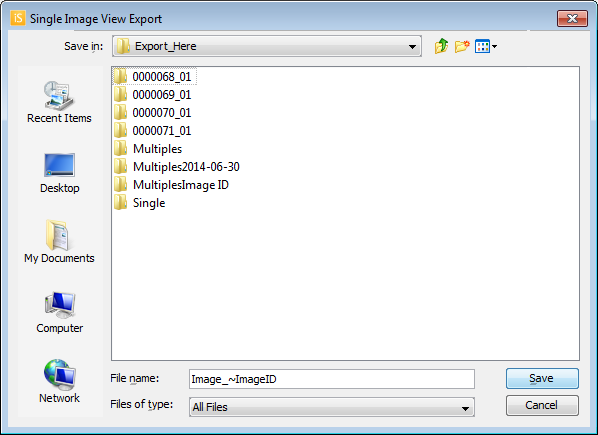 iS Single Image View Export
Save in: Export_Here
0000068_01
0000069_01
0000070_01
0000071_01
Multiples
Multiples2014-06-30
MultiplesImage ID
Single
Recent Items
Desktop
My Documents
Computer
Network
File name: Image_~ImageID Save
Files of type: All Files Cancel